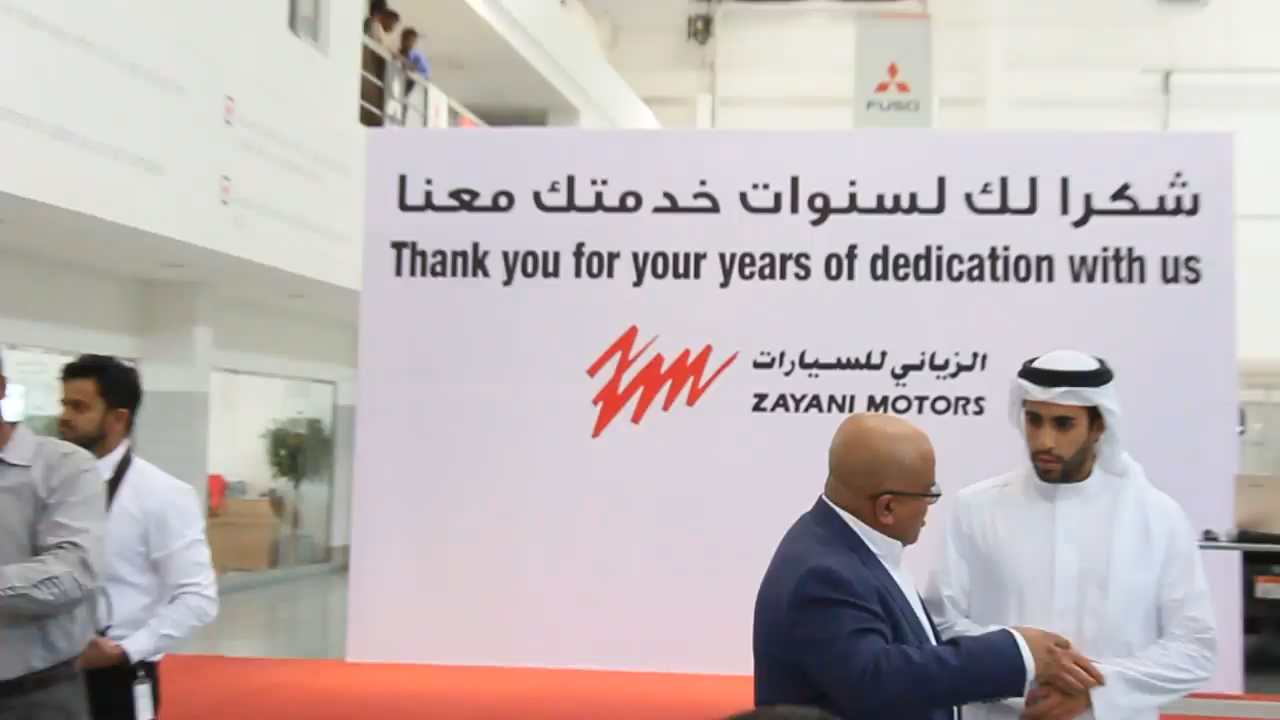 FUSO
شكرا لك لسنوات خدمتك معنا
Thank you for your years of dedication with us
الزياني للسيارات
ZAYANI MOTORS